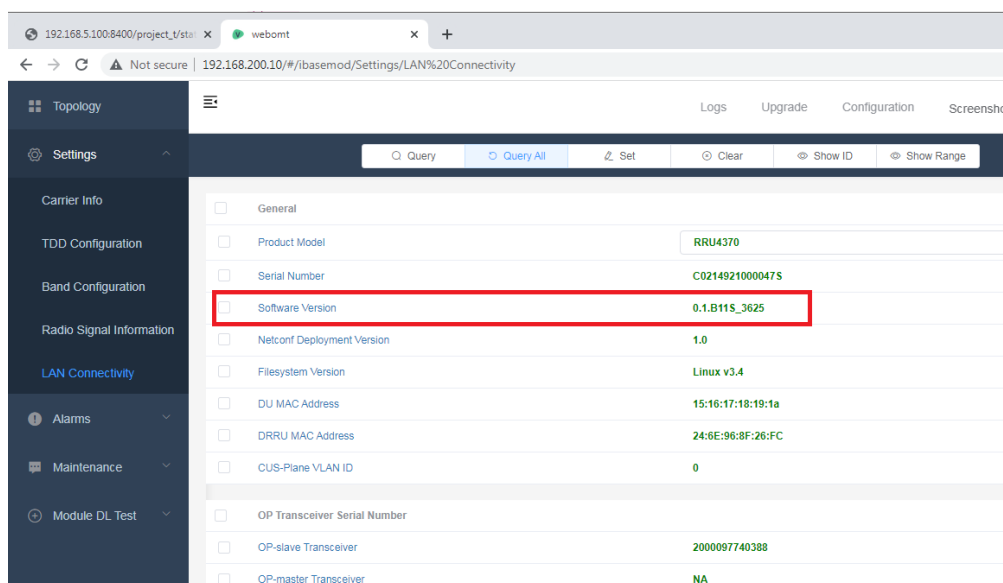 192.168.5.100:8400/project_t/sta
webomt
Not secure | 192.168.200.10/#/ibasemod/Settings/LAN%20Connectivity
Topology
Logs Upgrade Configuration Screensho
Settings
Query Query All Set Clear Show ID Show Range
Carrier Info
TDD Configuration
Band Configuration
Radio Signal Information
LAN Connectivity
Alarms
Maintenance
Module DL Test
General
Product Model RRU4370
Serial Number C0214921000047S
Software Version 0.1.B11S_3625
Netconf Deployment Version 1.0
Filesystem Version Linux v3.4
DU MAC Address 15:16:17:18:19:1a
DRRU MAC Address 24:6E:96:8F:26:FC
CUS-Plane VLAN ID 0
OP Transceiver Serial Number
OP-slave Transceiver 2000097740388
OP-master Transceiver NA